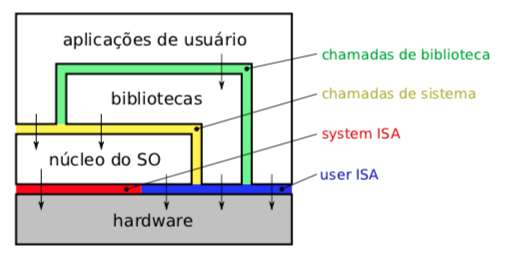 aplicações de usuário
chamadas de biblioteca
bibliotecas
chamadas de sistema
system ISA
núcleo do SO
user ISA
hardware